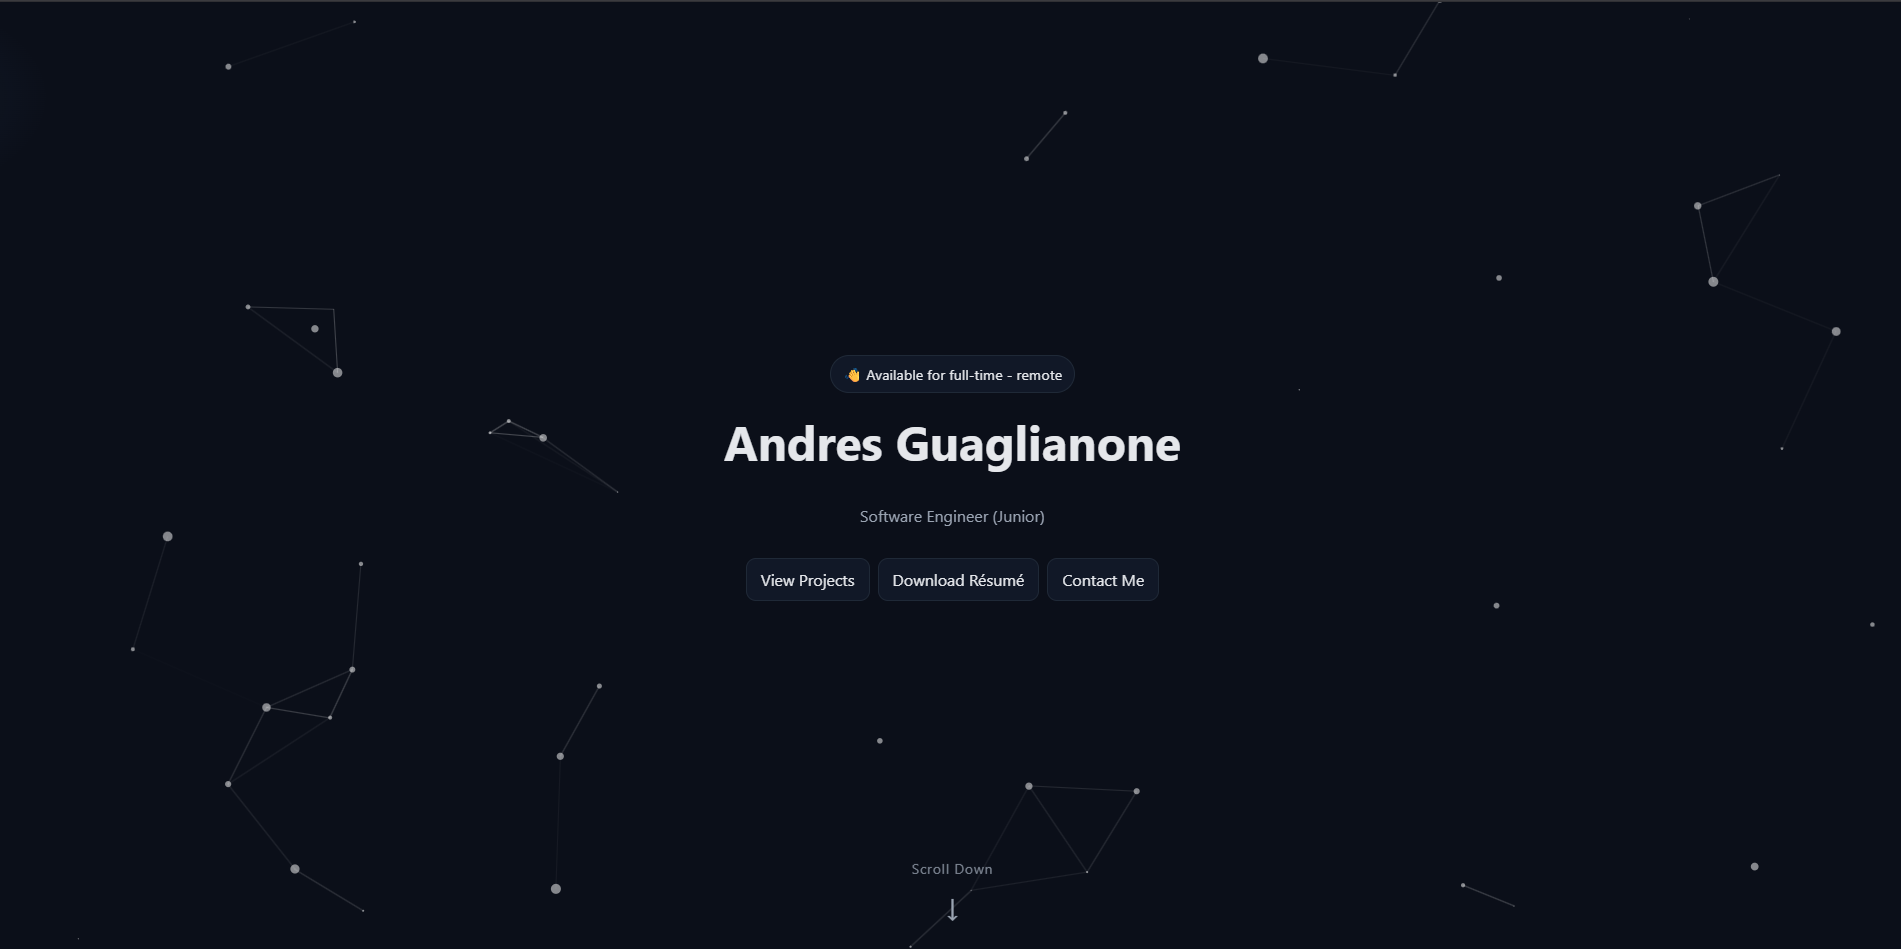 👋 Available for full-time - remote
Andres Guaglianone
Software Engineer (Junior)
View Projects
Download Résumé
Contact Me
Scroll Down
↓